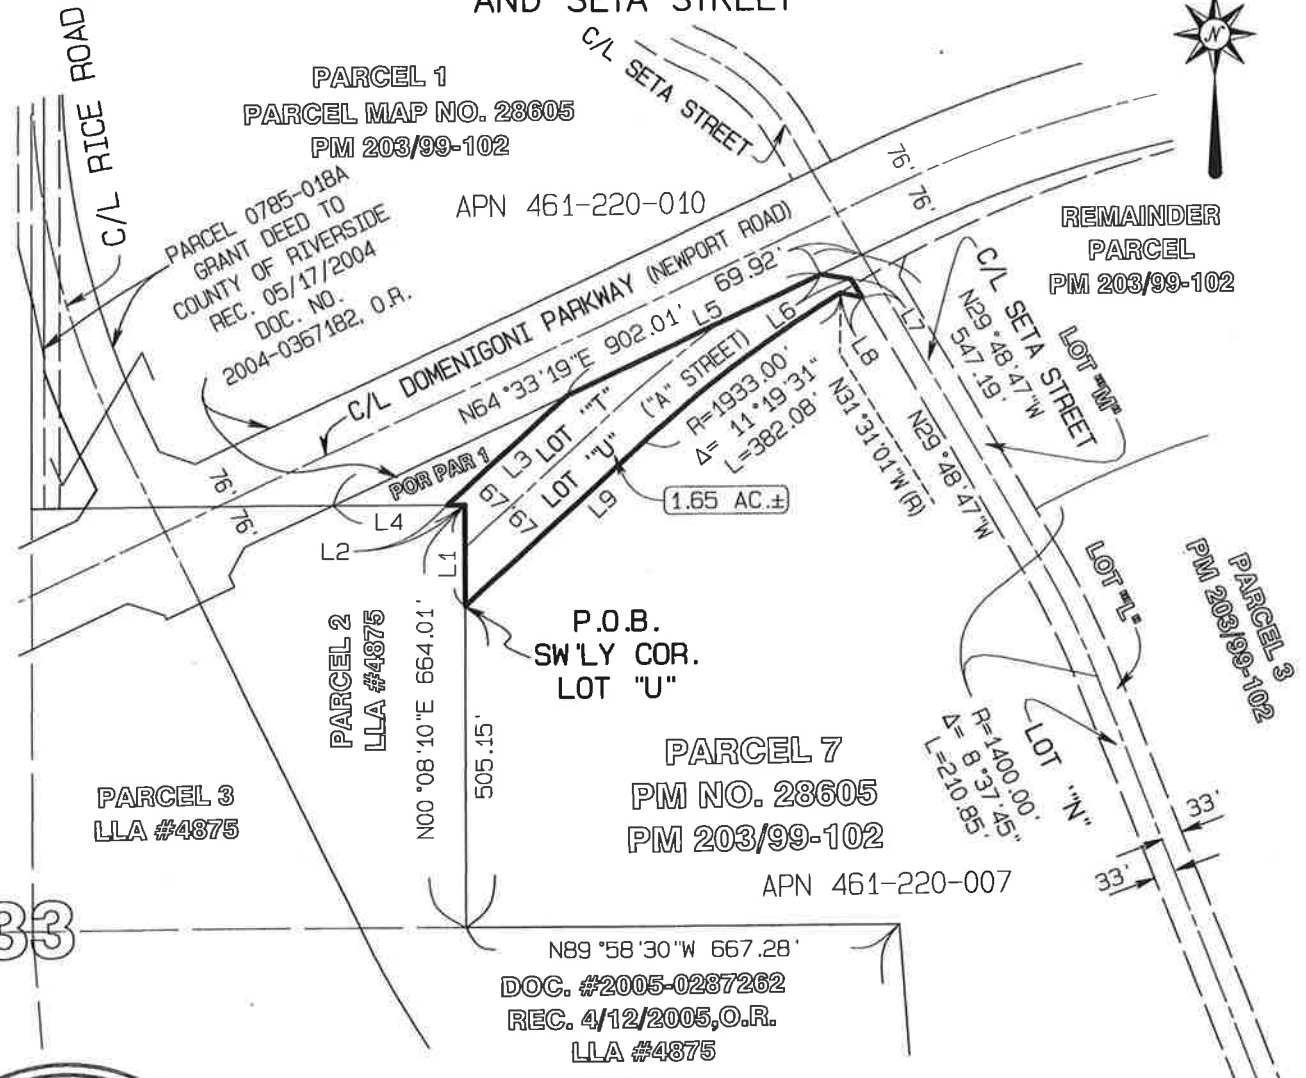 AND SETA STREET
C/L RICE ROAD
PARCEL 1
PARCEL MAP NO. 28605
PM 203/99-102
C/L SETA STREET
N
APN 461-220-010
PARCEL 0785-018A
GRANT DEED TO
COUNTY OF RIVERSIDE
REC. 05/17/2004
DOC. NO.
2004-0367182, O.R.
76'
76'
REMAINDER
PARCEL
PM 203/99-102
C/L DOMENIGONI PARKWAY (NEWPORT ROAD)
N64°33'19"E 902.01'
69.92'
L5
L6
L7
L8
C/L SETA STREET
N29°48'47"W
547.19'
LOT "M"
("A" STREET)
R=1933.00'
Δ= 11°19'31"
L=382.08'
N31°31'01"W(R)
N29°48'47"W
POR PAR 1
L3
LOT "T"
LOT "U"
67
67
L9
1.65 AC.±
76'
76'
L4
L2
L1
PARCEL 2
LLA #4875
N00°08'10"E 664.01'
505.15'
P.O.B.
SW'LY COR.
LOT "U"
LOT "L"
PARCEL 3
PM 203/99-102
R=1400.00'
Δ= 8°37'45"
L=210.85'
LOT "N"
PARCEL 7
PM NO. 28605
PM 203/99-102
APN 461-220-007
PARCEL 3
LLA #4875
33'
33'
33
N89°58'30"W 667.28'
DOC. #2005-0287262
REC. 4/12/2005,O.R.
LLA #4875